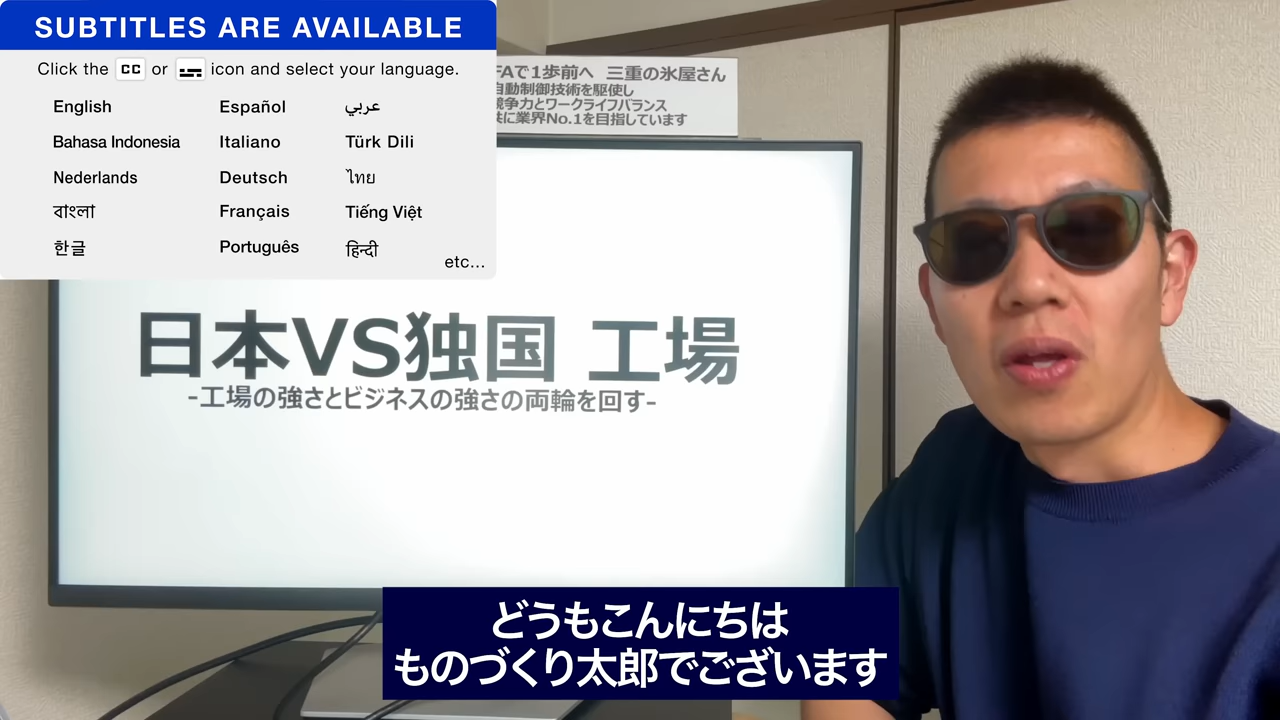 SUBTITLES ARE AVAILABLE
Click the CC or icon and select your language.
English Español عربي
Bahasa Indonesia Italiano Türk Dili
Nederlands Deutsch ไทย
বাংলা Français Tiếng Việt
한글 Português हिन्दी
etc...
FAで1歩前へ 三重の氷屋さん
自動制御技術を駆使し
競争力とワークライフバランス
共に業界No.1を目指しています
日本VS独国 工場
-工場の強さとビジネスの強さの両輪を回す-
どうもこんにちは
ものづくり太郎でございます